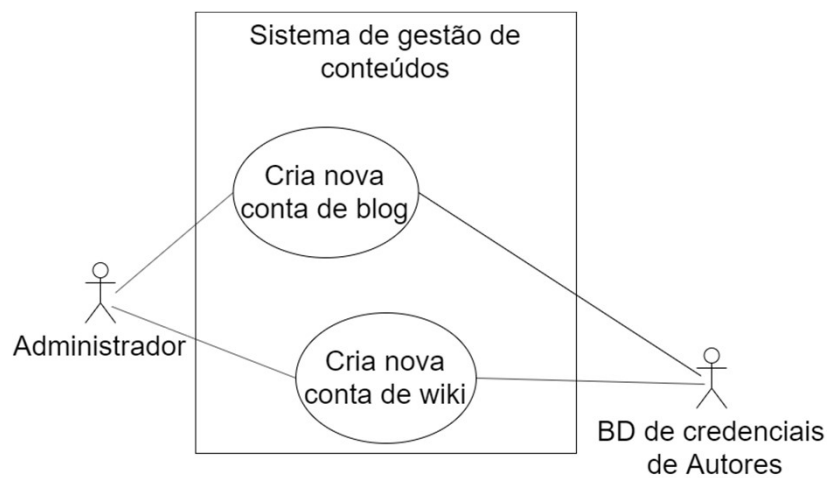 Sistema de gestão de
conteúdos
Cria nova
conta de blog
Administrador
Cria nova
conta de wiki
BD de credenciais
de Autores